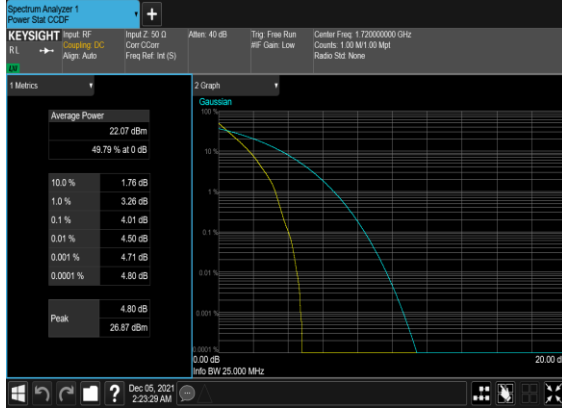 Spectrum Analyzer 1
Power Stat CCDF
+
KEYSIGHT
RL
Input: RF
Coupling: DC
Align: Auto
Input Z: 50 Ω
Corr CCorr
Freq Ref: Int (S)
Atten: 40 dB
Trig: Free Run
#IF Gain: Low
Center Freq: 1.720000000 GHz
Counts: 1.00 M/1.00 Mpt
Radio Std: None
1 Metrics
Average Power
22.07 dBm
49.79 % at 0 dB
10.0 % 1.76 dB
1.0 % 3.26 dB
0.1 % 4.01 dB
0.01 % 4.50 dB
0.001 % 4.71 dB
0.0001 % 4.80 dB
Peak
4.80 dB
26.87 dBm
2 Graph
Gaussian
100 %
10 %
1 %
0.1 %
0.01 %
0.001 %
0.0001 %
0.00 dB
20.00 d
Info BW 25.000 MHz
?
Dec 05, 2021
2:23:29 AM